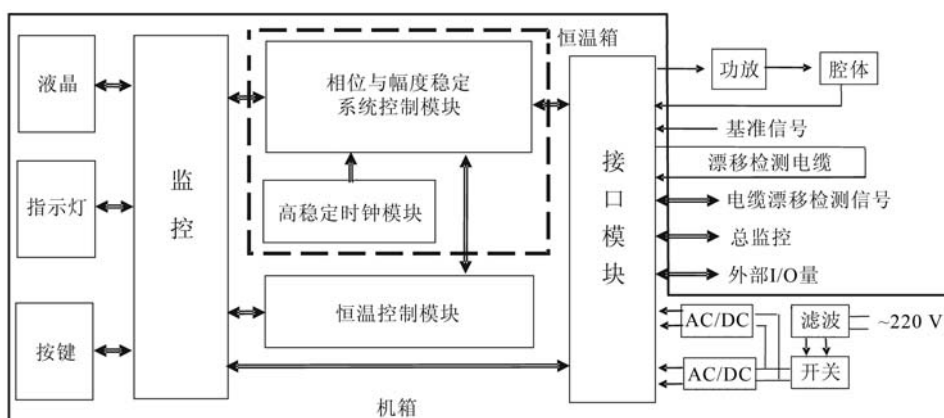 恒温箱
液晶
指示灯
按键
监
控
相位与幅度稳定
系统控制模块
高稳定时钟模块
恒温控制模块
机箱
接
口
模
块
功放
腔体
基准信号
漂移检测电缆
电缆漂移检测信号
总监控
外部I/O量
AC/DC
滤波
~220 V
AC/DC
开关